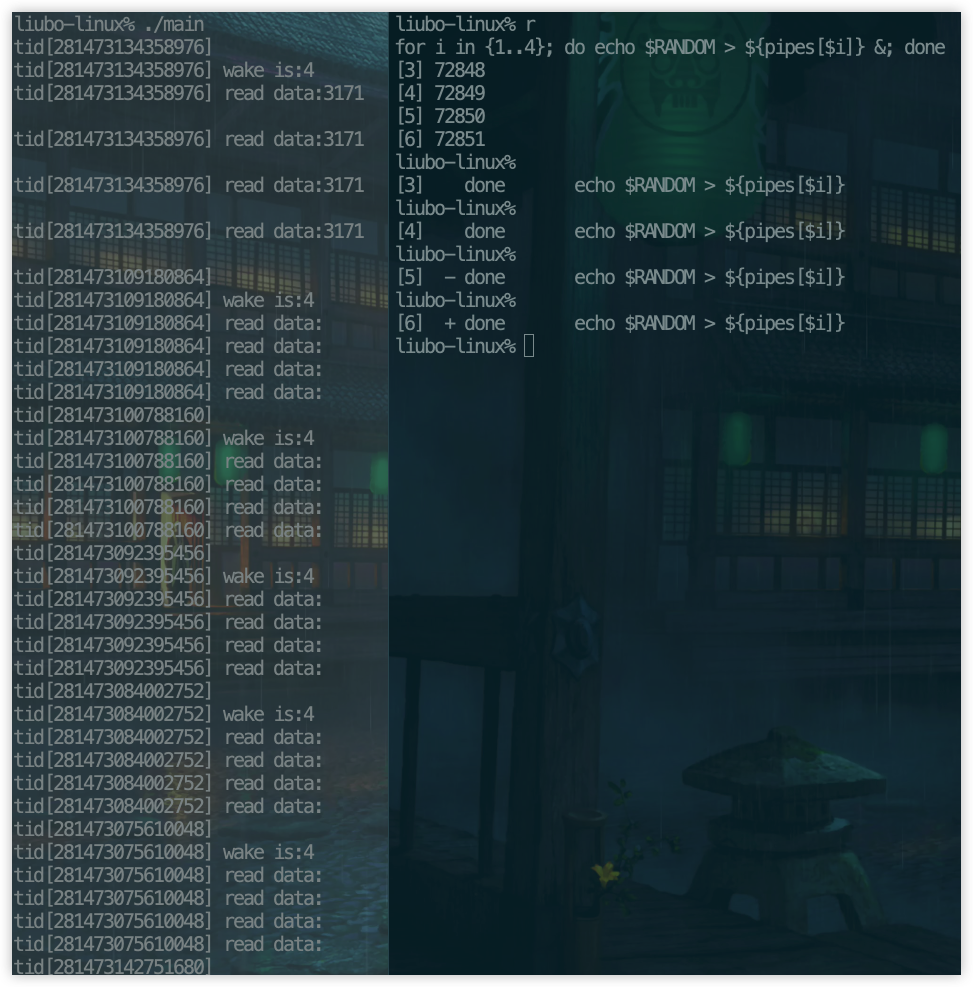 liubo-linux% ./main
tid[281473134358976]
tid[281473134358976] wake is:4
tid[281473134358976] read data:3171
tid[281473134358976] read data:3171
tid[281473134358976] read data:3171
tid[281473134358976] read data:3171
tid[281473109180864]
tid[281473109180864] wake is:4
tid[281473109180864] read data:
tid[281473109180864] read data:
tid[281473109180864] read data:
tid[281473109180864] read data:
tid[281473100788160]
tid[281473100788160] wake is:4
tid[281473100788160] read data:
tid[281473100788160] read data:
tid[281473100788160] read data:
tid[281473100788160] read data:
tid[281473092395456]
tid[281473092395456] wake is:4
tid[281473092395456] read data:
tid[281473092395456] read data:
tid[281473092395456] read data:
tid[281473092395456] read data:
tid[281473084002752]
tid[281473084002752] wake is:4
tid[281473084002752] read data:
tid[281473084002752] read data:
tid[281473084002752] read data:
tid[281473084002752] read data:
tid[281473075610048]
tid[281473075610048] wake is:4
tid[281473075610048] read data:
tid[281473075610048] read data:
tid[281473075610048] read data:
tid[281473075610048] read data:
tid[281473142751680]
liubo-linux% r
for i in {1..4}; do echo $RANDOM > ${pipes[$i]} &; done
[3] 72848
[4] 72849
[5] 72850
[6] 72851
liubo-linux%
[3]    done       echo $RANDOM > ${pipes[$i]}
liubo-linux%
[4]    done       echo $RANDOM > ${pipes[$i]}
liubo-linux%
[5]  - done       echo $RANDOM > ${pipes[$i]}
liubo-linux%
[6]  + done       echo $RANDOM > ${pipes[$i]}
liubo-linux%